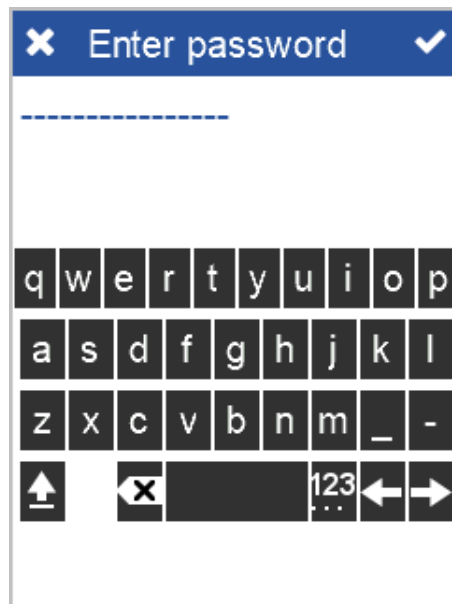 Enter password
----------------
q w e r t y u i o p
a s d f g h j k l
z x c v b n m _ -
123
...